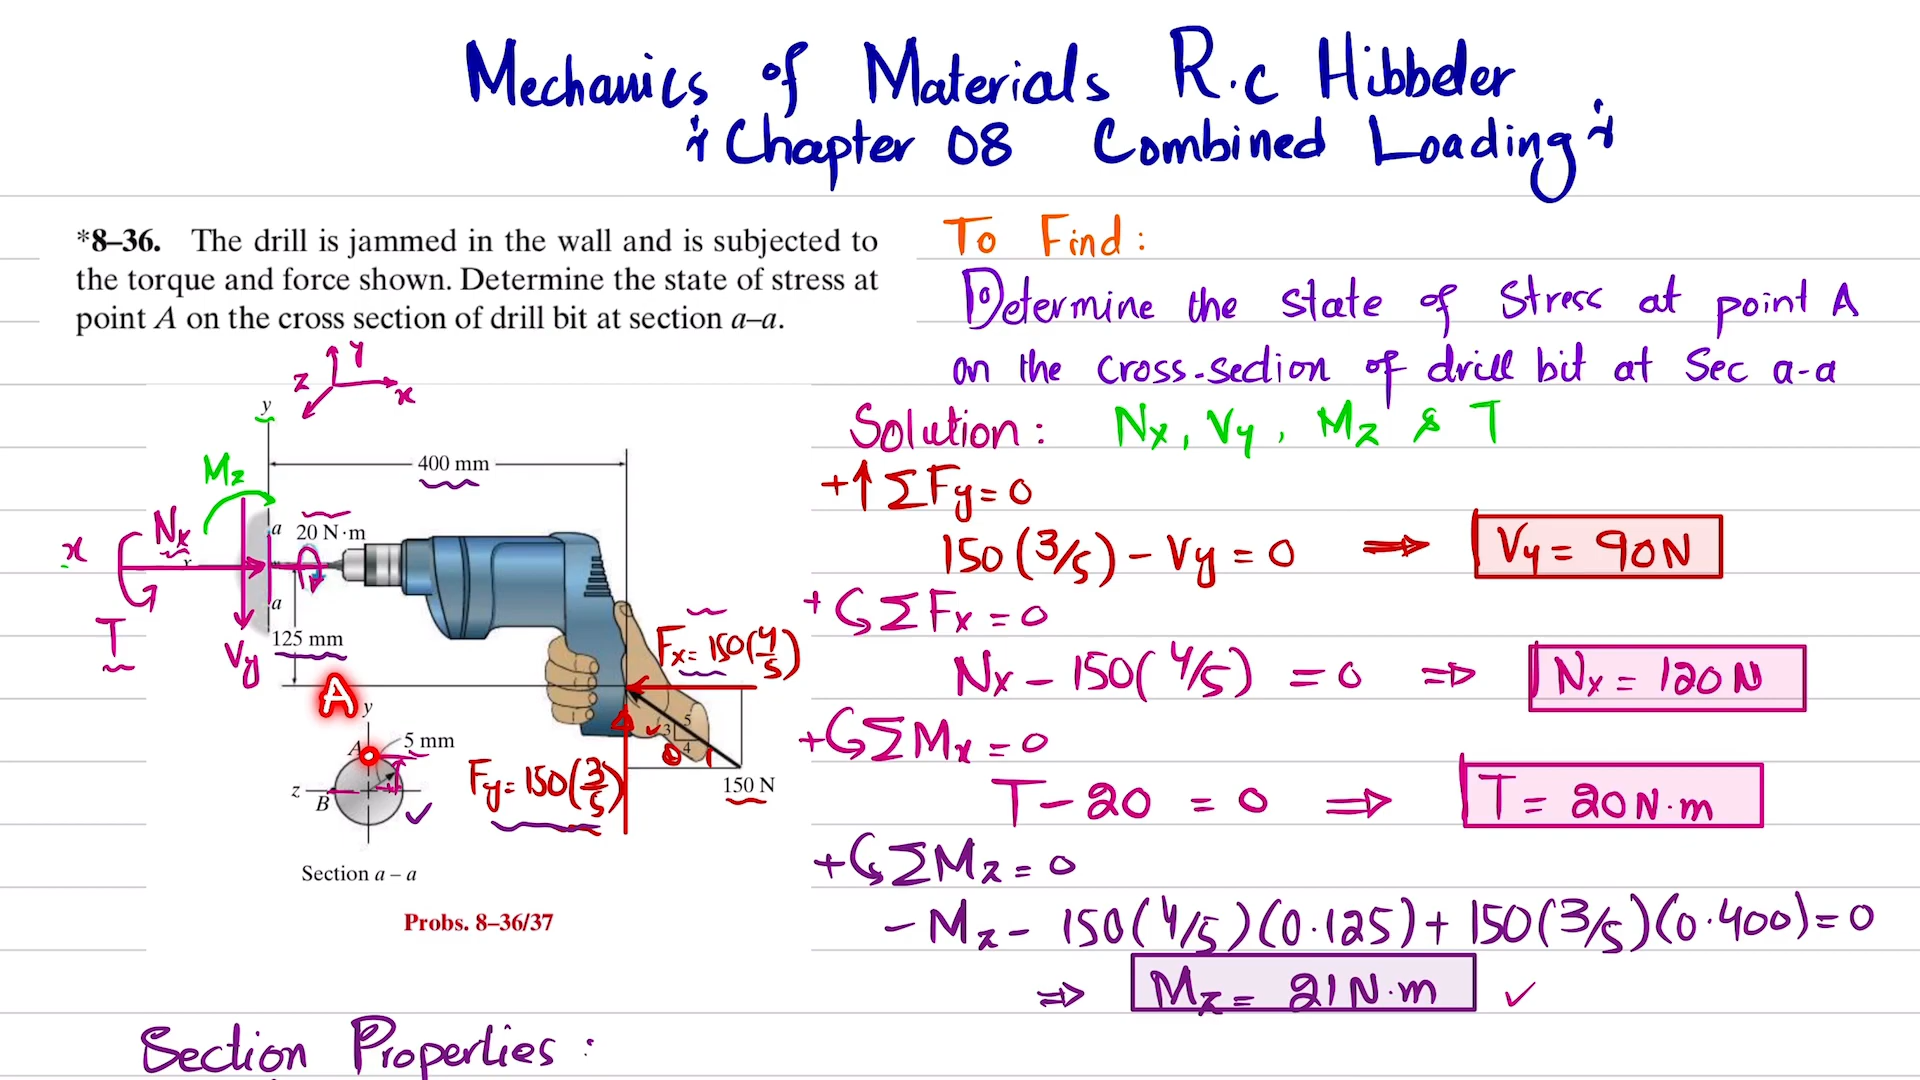 Mechanics of Materials R.C Hibbeler
Chapter 08 Combined Loading
*8–36. The drill is jammed in the wall and is subjected to
the torque and force shown. Determine the state of stress at
point A on the cross section of drill bit at section a–a.
To Find:
Determine the state of Stress at point A
on the cross-section of drill bit at Sec a-a
Solution: Nx, Vy, Mz & T
+↑ΣFy=0
150(3/5) - Vy = 0 ⟹ Vy = 90N
+↺ΣFx=0
Nx - 150(4/5) = 0 ⟹ Nx = 120N
+↺ΣMx=0
T - 20 = 0 ⟹ T = 20N·m
+↺ΣMz=0
-Mz - 150(4/5)(0.125) + 150(3/5)(0.400) = 0
⟹ Mz = 21N·m ✓
y
z
x
y
400 mm
Mz
Nx
x
a
20 N·m
a
T
Vy
125 mm
Fx = 150(4/5)
A
y
A
5 mm
z
B
Fy = 150(3/5)
3
5
4
150 N
Section a – a
Probs. 8–36/37
Section Properties: